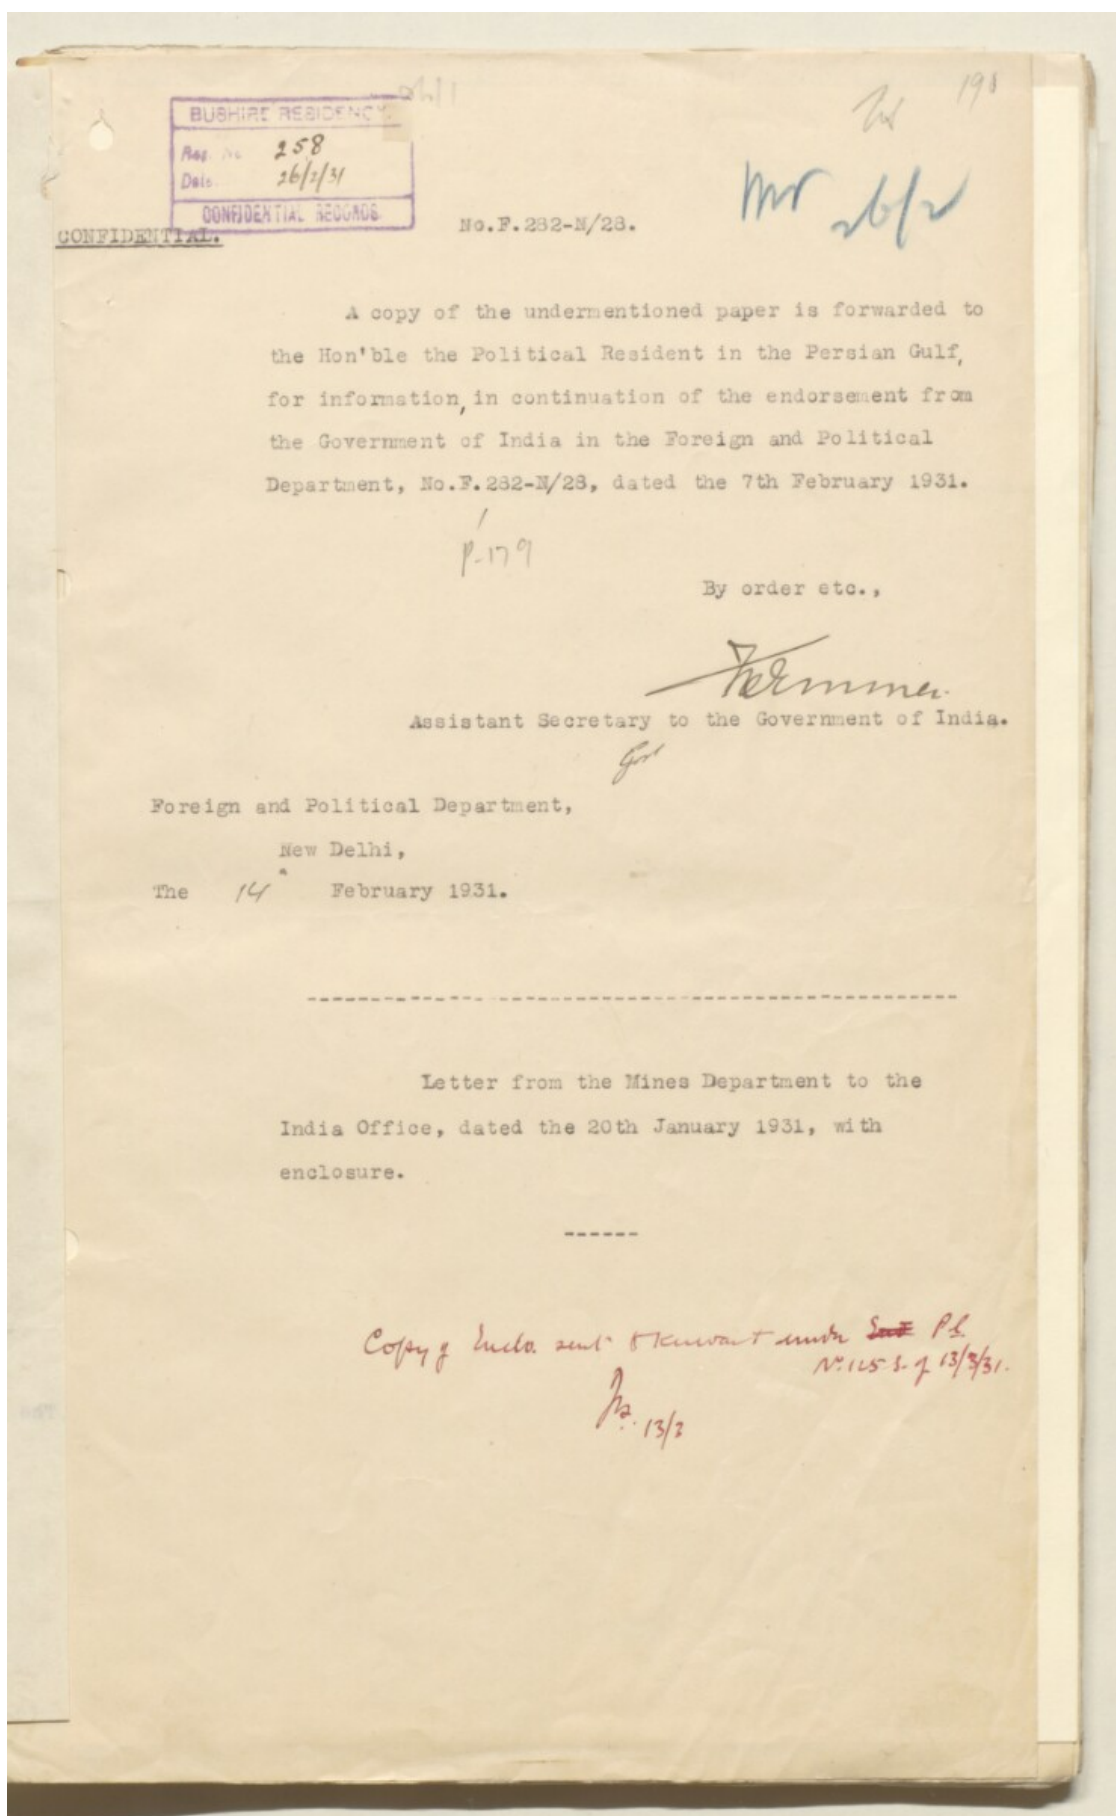 198
BUSHIRE RESIDENCY.
Reg. No 258
Date. 26/2/31
CONFIDENTIAL RECORDS.
26/2
CONFIDENTIAL.
No.F.282-N/28.
A copy of the undermentioned paper is forwarded to
the Hon'ble the Political Resident in the Persian Gulf,
for information, in continuation of the endorsement from
the Government of India in the Foreign and Political
Department, No.F.282-N/28, dated the 7th February 1931.
P-179
By order etc.,
Assistant Secretary to the Government of India.
Foreign and Political Department,
New Delhi,
The 14 February 1931.
Letter from the Mines Department to the
India Office, dated the 20th January 1931, with
enclosure.
Copy of Enclo. sent to Kuwait under P.L.
No. 125-S. of 13/3/31.
13/3